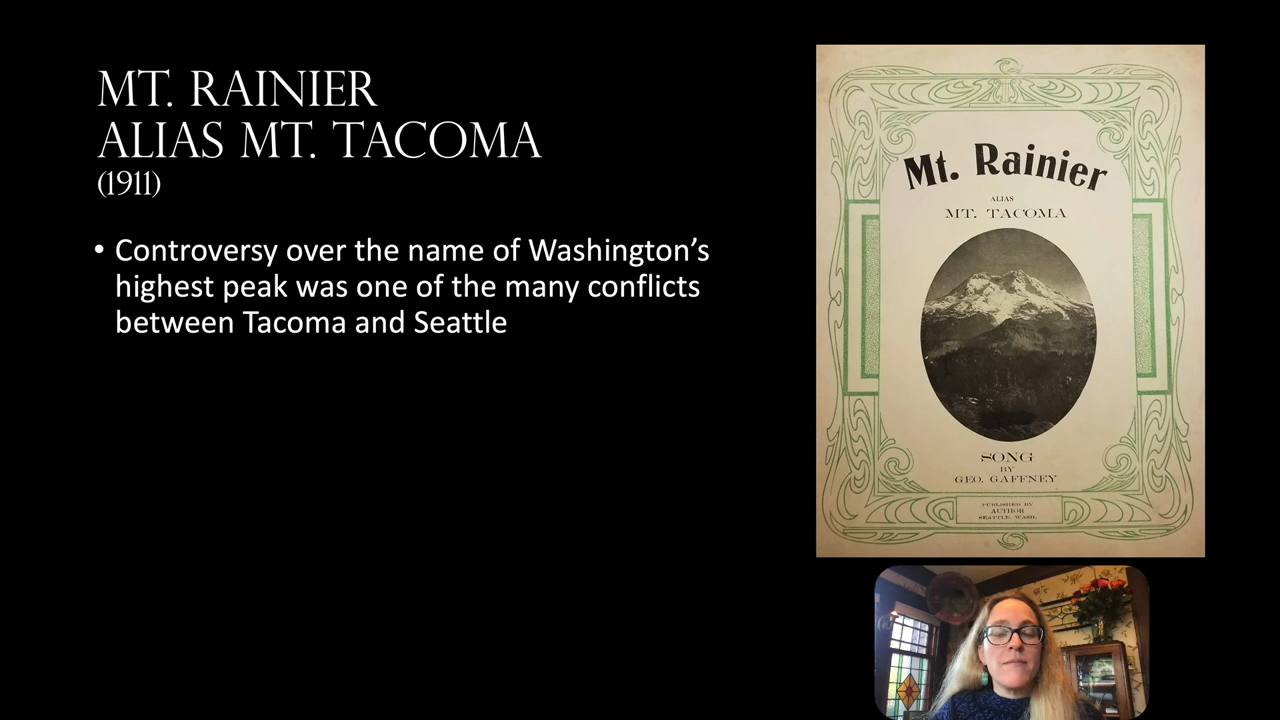 MT. RAINIER
ALIAS MT. TACOMA
(1911)
• Controversy over the name of Washington’s
highest peak was one of the many conflicts
between Tacoma and Seattle
Mt. Rainier
ALIAS
MT. TACOMA
SONG
BY
GEO. GAFFNEY
PUBLISHED BY
AUTHOR
SEATTLE, WASH.